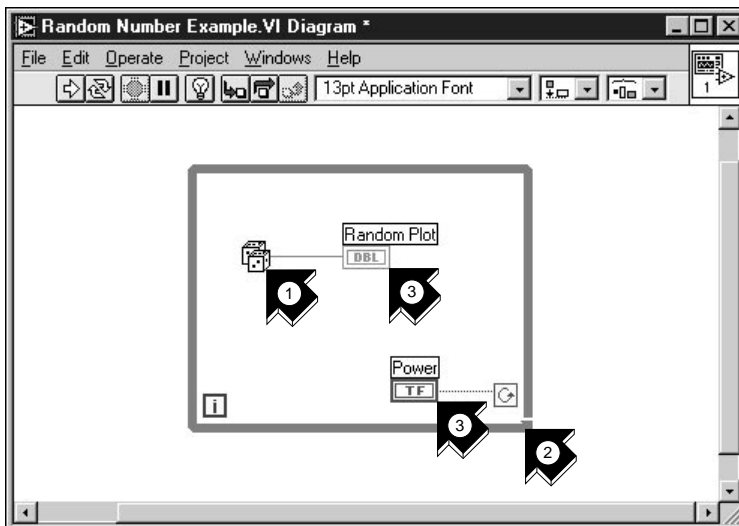 Random Number Example.VI Diagram *
File Edit Operate Project Windows Help
13pt Application Font
1
Random Plot
DBL
1
3
Power
TF
i
3
2